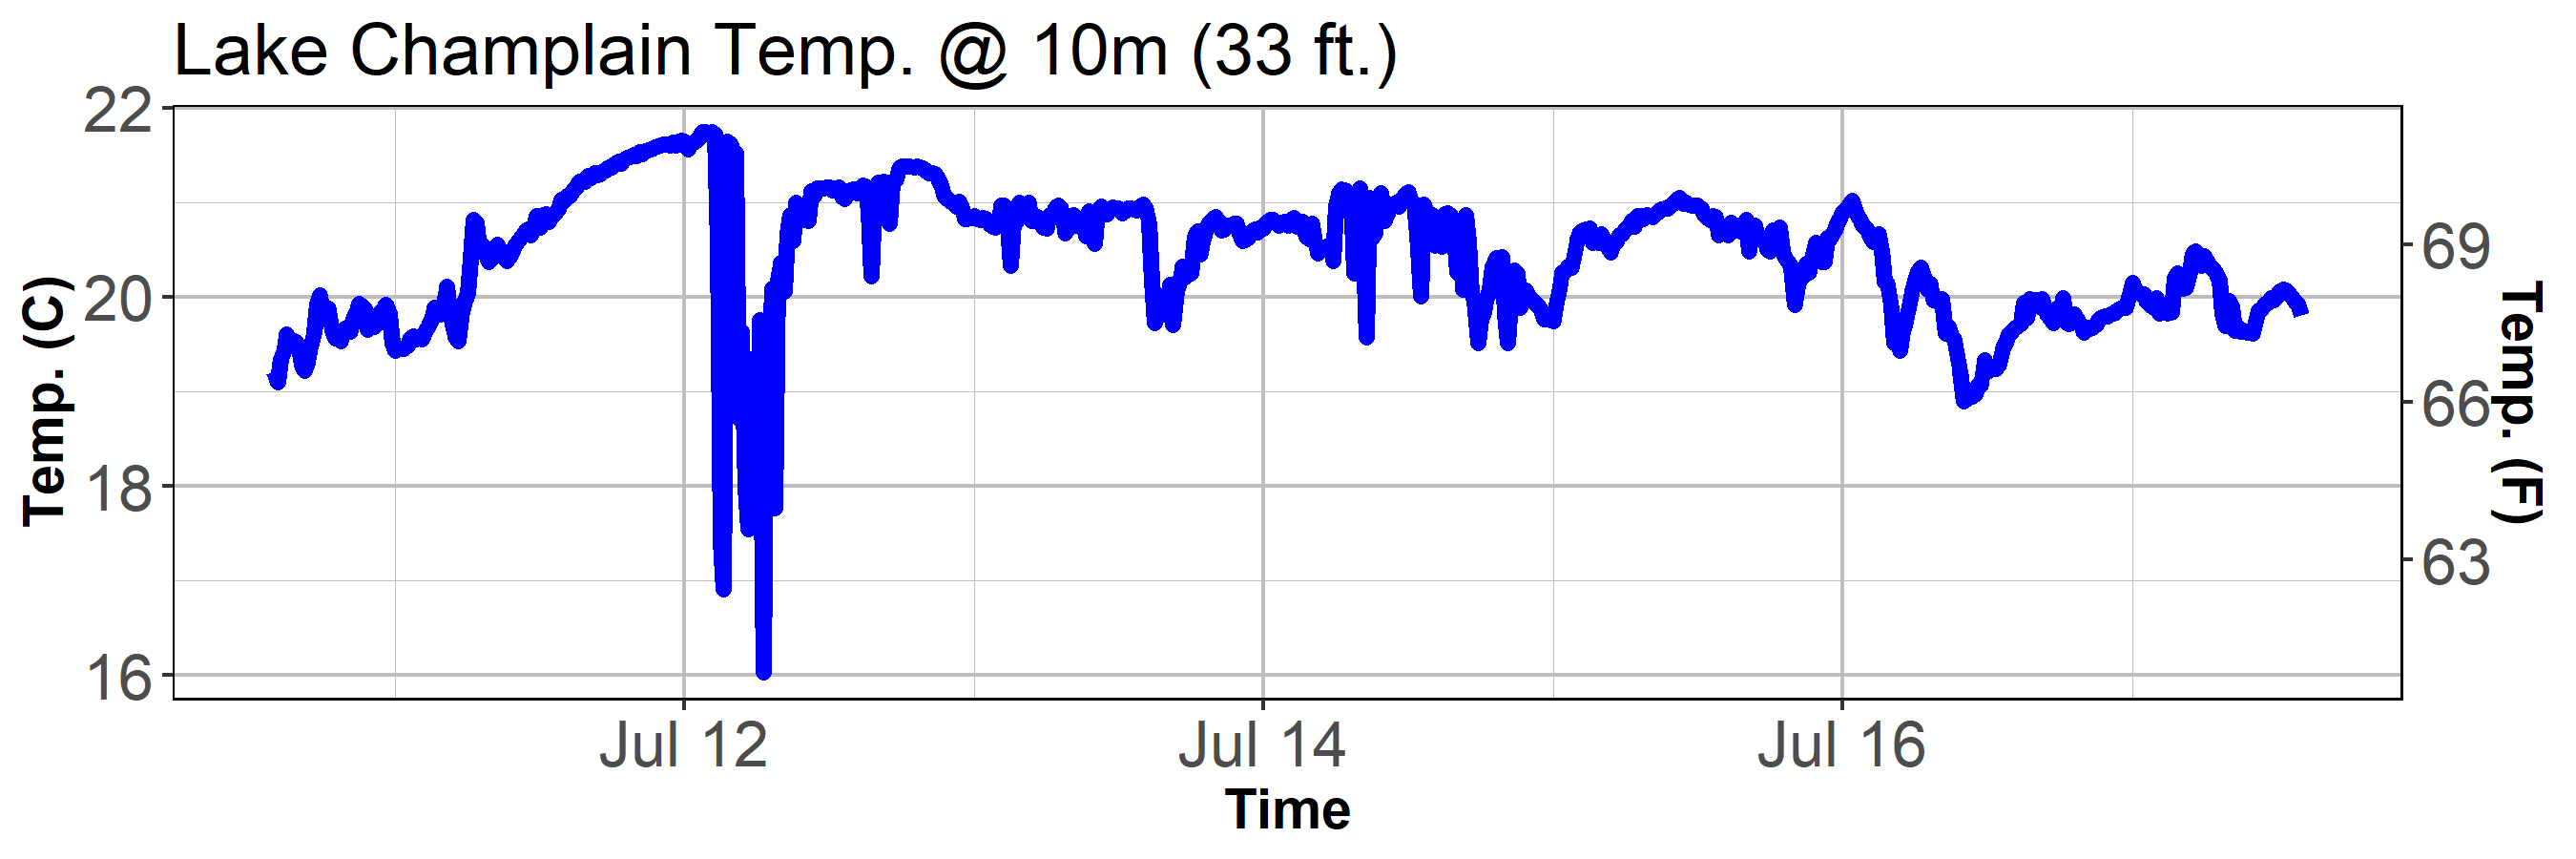 Lake Champlain Temp. @ 10m (33 ft.)
22
20
18
16
Temp. (C)
69
66
63
Temp. (F)
Jul 12
Jul 14
Jul 16
Time